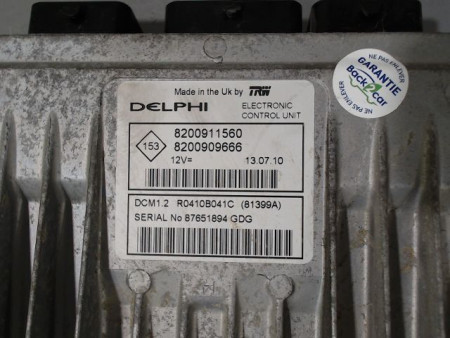 Made in the Uk by TRW
DELPHI ELECTRONIC
CONTROL UNIT
153
8200911560
8200909666
12V= 13.07.10
DCM1.2 R0410B041C (81399A)
SERIAL No 87651894 GDG
NE PAS ENLEVER
GARANTIE
Back2car
NE PAS ENLEVER